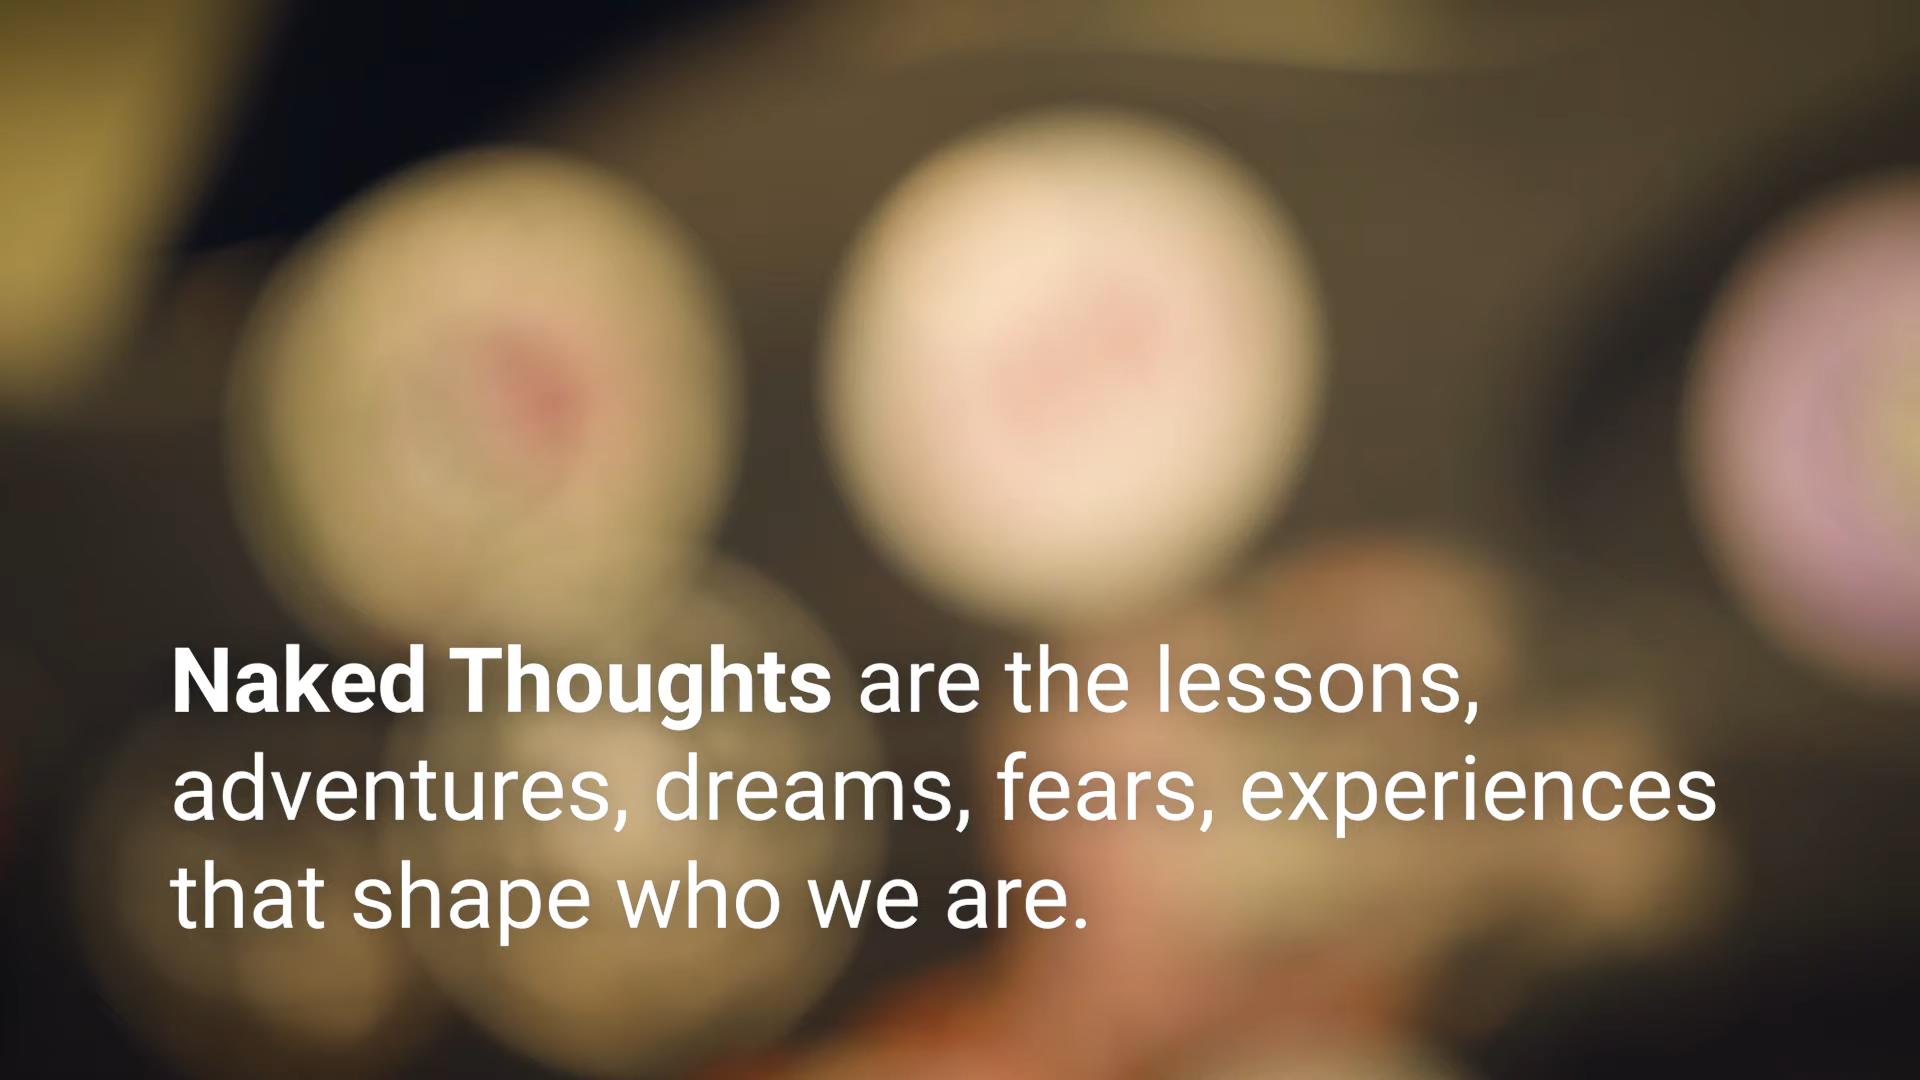 Naked Thoughts are the lessons,
adventures, dreams, fears, experiences
that shape who we are.